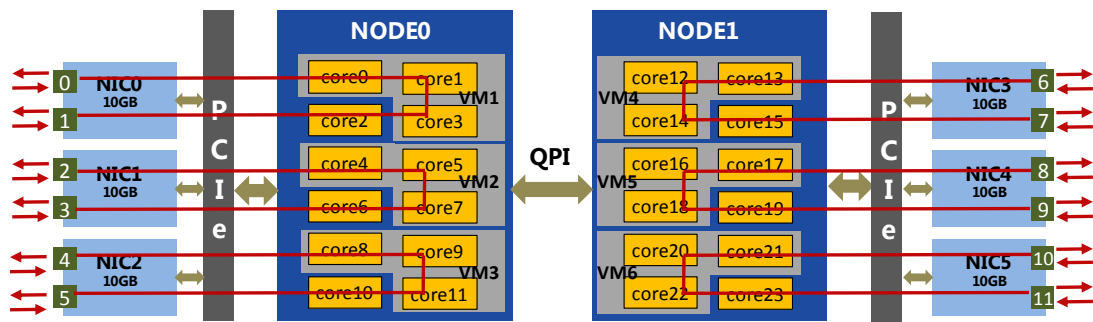 NODE0
NODE1
0
NIC0
10GB
1
2
NIC1
10GB
3
4
NIC2
10GB
5
P
C
I
e
core0
core1
VM1
core2
core3
core4
core5
VM2
core6
core7
core8
core9
VM3
core10
core11
QPI
core12
core13
VM4
core14
core15
core16
core17
VM5
core18
core19
core20
core21
VM6
core22
core23
P
C
I
e
NIC3
10GB
6
7
NIC4
10GB
8
9
NIC5
10GB
10
11